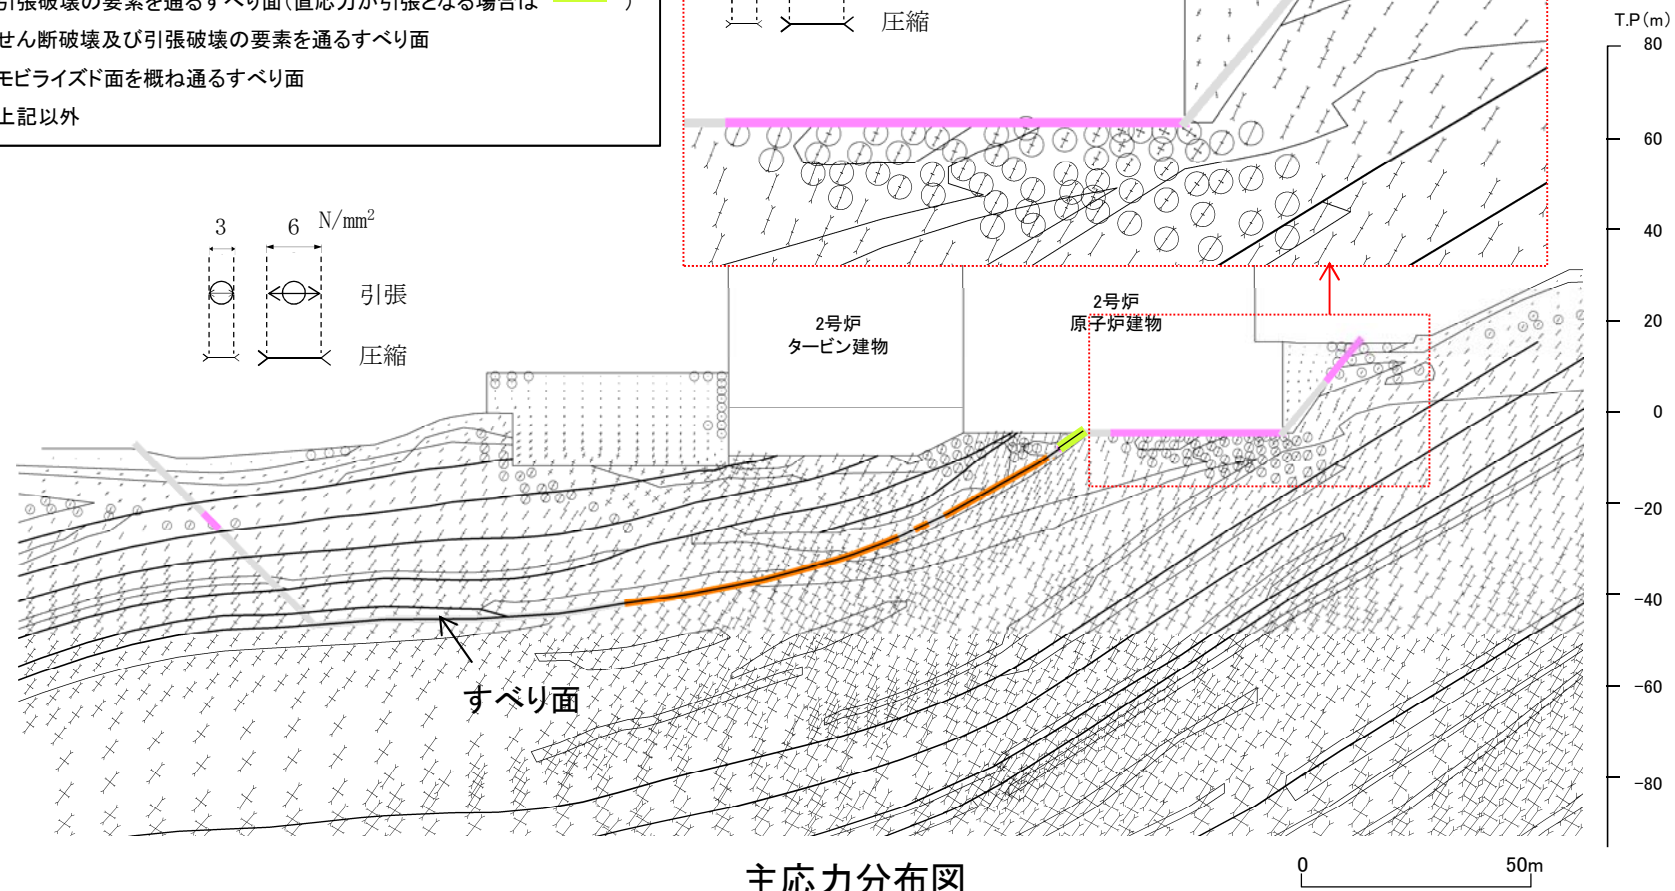 引張破壊の要素を通るすべり面(直応力が引張となる場合は )
せん断破壊及び引張破壊の要素を通るすべり面
モビライズド面を概ね通るすべり面
上記以外
圧縮
T.P(m)
80
60
40
20
0
-20
-40
-60
-80
3 6 N/mm²
引張
圧縮
2号炉
タービン建物
2号炉
原子炉建物
すべり面
主応力分布図
0 50m